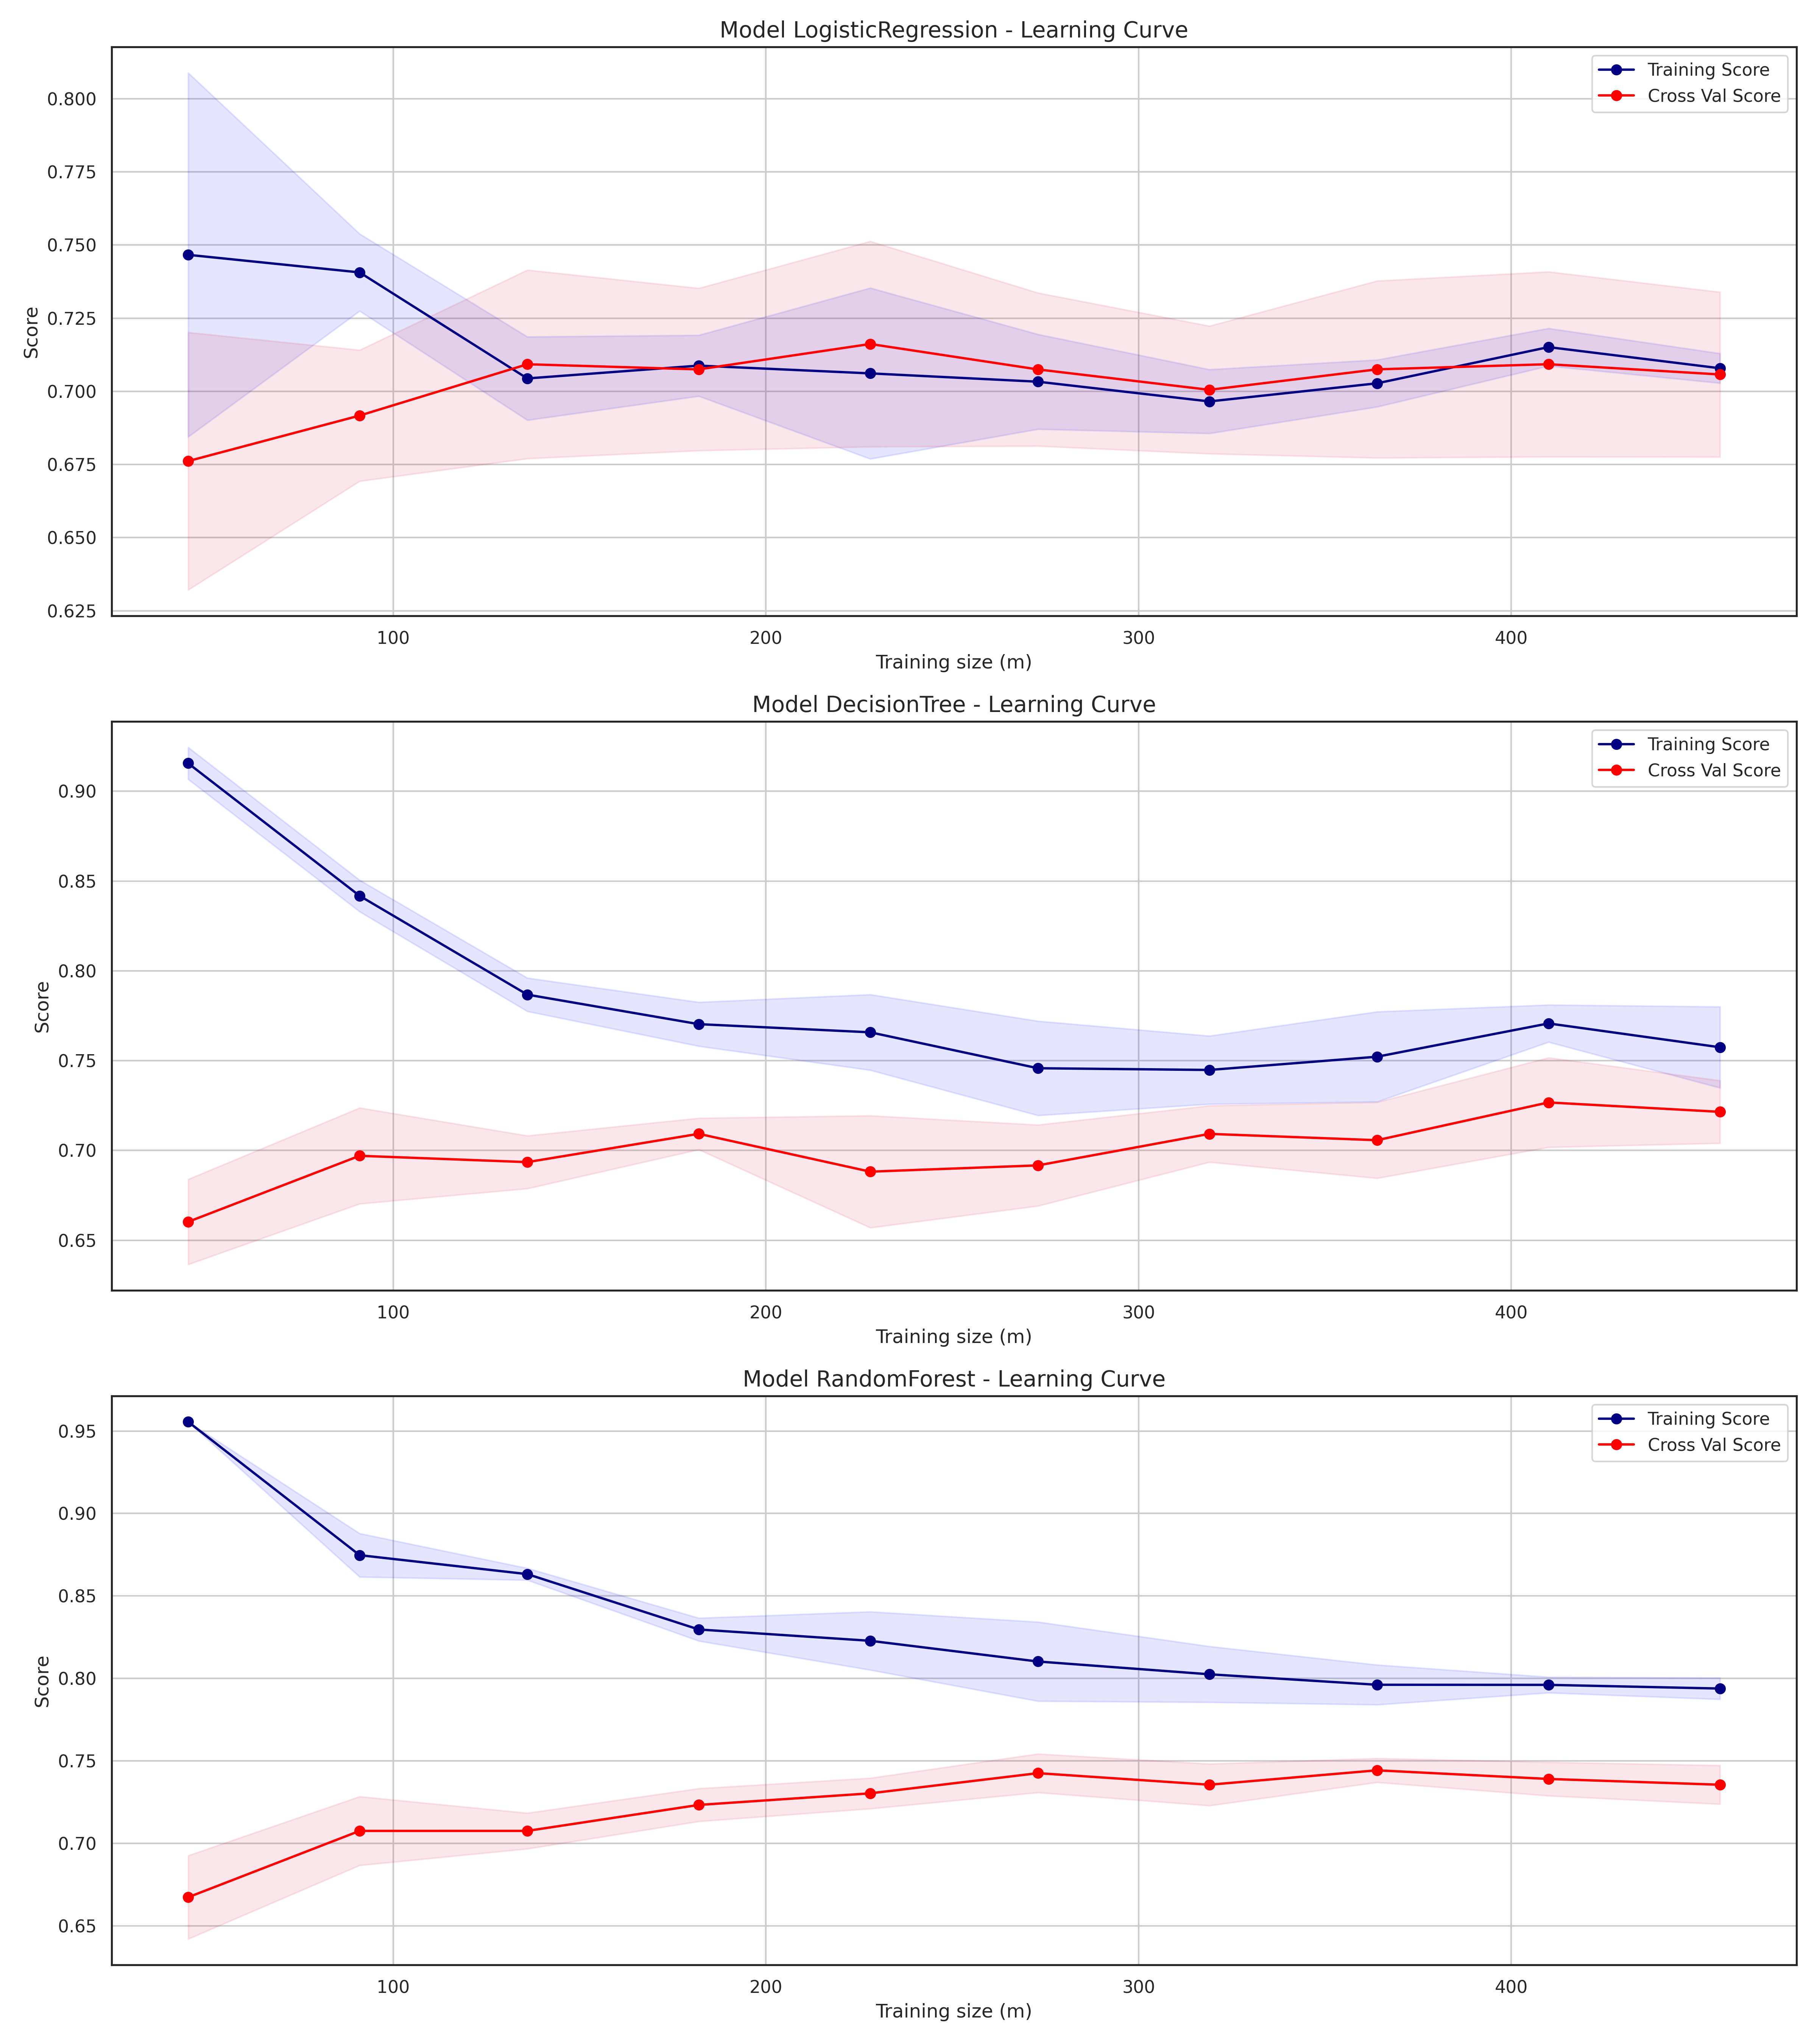 Model LogisticRegression - Learning Curve
Training Score
Cross Val Score
0.800
0.775
0.750
0.725
0.700
0.675
0.650
0.625
Score
100 200 300 400
Training size (m)
Model DecisionTree - Learning Curve
Training Score
Cross Val Score
0.90
0.85
0.80
0.75
0.70
0.65
Score
100 200 300 400
Training size (m)
Model RandomForest - Learning Curve
Training Score
Cross Val Score
0.95
0.90
0.85
0.80
0.75
0.70
0.65
Score
100 200 300 400
Training size (m)